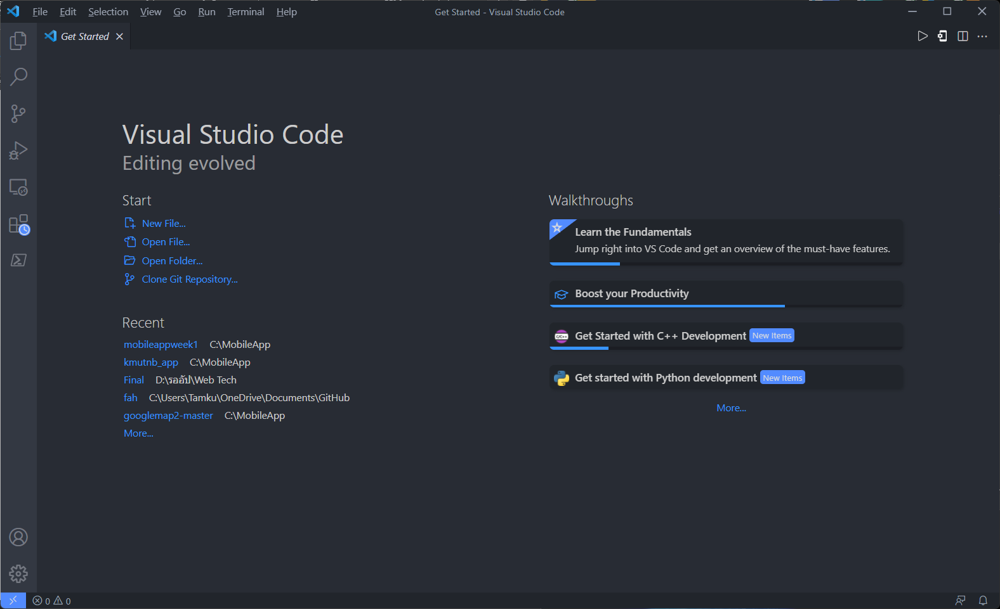 File Edit Selection View Go Run Terminal Help
Get Started - Visual Studio Code
Get Started
Visual Studio Code
Editing evolved
Start
New File...
Open File...
Open Folder...
Clone Git Repository...
Recent
mobileappweek1 C:\MobileApp
kmutnb_app C:\MobileApp
Final D:\รออัป\Web Tech
fah C:\Users\Tamku\OneDrive\Documents\GitHub
googlemap2-master C:\MobileApp
More...
Walkthroughs
Learn the Fundamentals
Jump right into VS Code and get an overview of the must-have features.
Boost your Productivity
C/C++
Get Started with C++ Development New Items
Get started with Python development New Items
More...
0 0